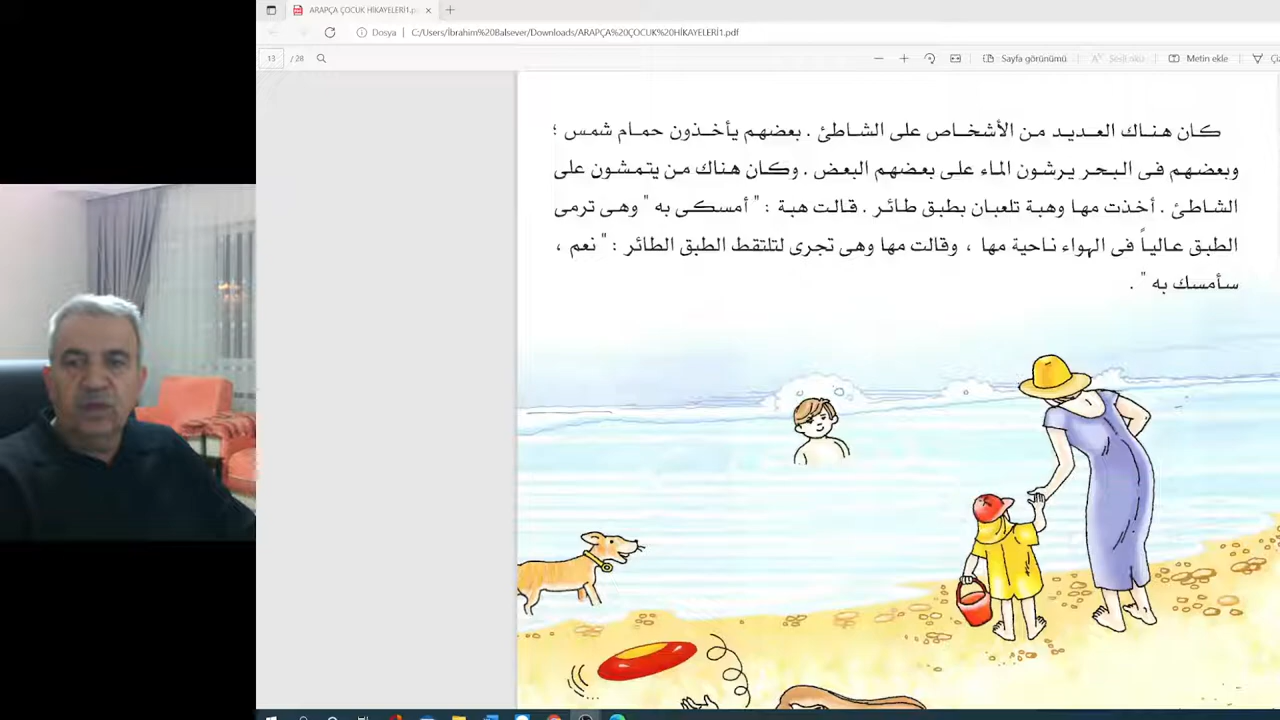 ARAPÇA ÇOCUK HİKAYELERİ1.p
Dosya | C:/Users/İbrahim%20Balsever/Downloads/ARAPÇA%20ÇOCUK%20HİKAYELERİ1.pdf
13 / 28
Sayfa görünümü | Sesli oku | Metin ekle
كان هناك العديد من الأشخاص على الشاطئ . بعضهم يأخذون حمام شمس ؛
وبعضهم فى البحر يرشون الماء على بعضهم البعض . وكان هناك من يتمشون على
الشاطئ . أخذت مها وهبة تلعبان بطبق طائر . قالت هبة : " أمسكى به " وهى ترمى
الطبق عالياً فى الهواء ناحية مها ، وقالت مها وهى تجرى لتلتقط الطبق الطائر : " نعم ،
سأمسك به " .